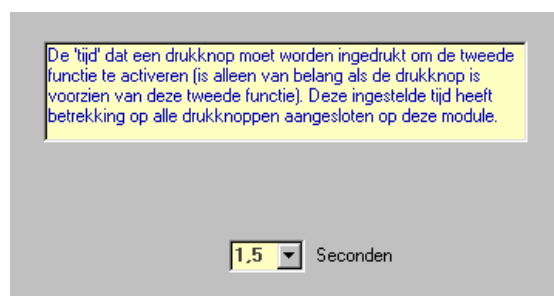 De 'tijd' dat een drukknop moet worden ingedrukt om de tweede
functie te activeren (is alleen van belang als de drukknop is
voorzien van deze tweede functie). Deze ingestelde tijd heeft
betrekking op alle drukknoppen aangesloten op deze module.
1,5 Seconden